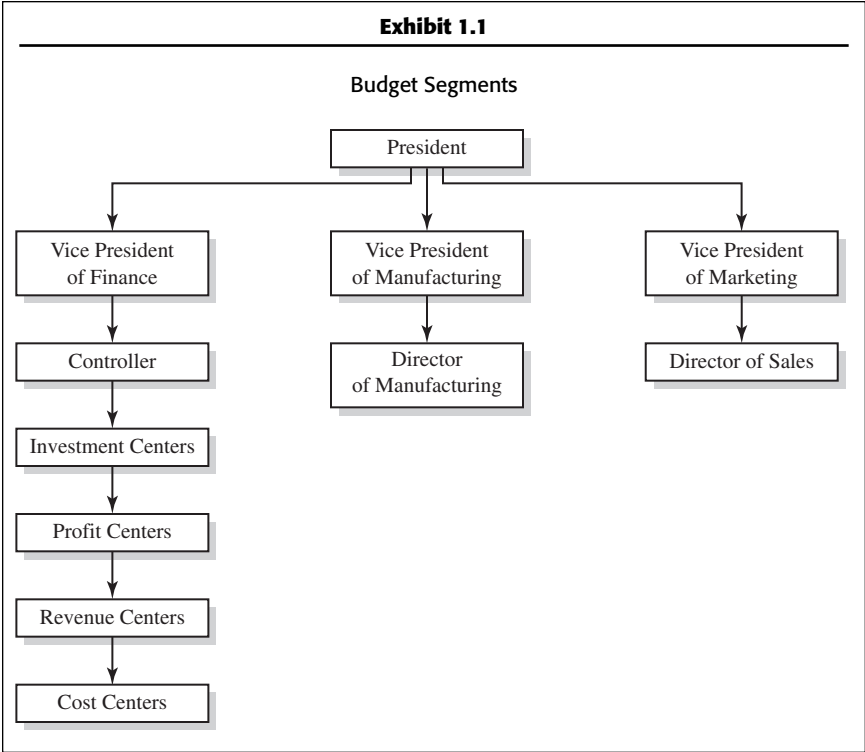 Exhibit 1.1
Budget Segments
President
Vice President
of Finance
Vice President
of Manufacturing
Vice President
of Marketing
Controller
Director
of Manufacturing
Director of Sales
Investment Centers
Profit Centers
Revenue Centers
Cost Centers